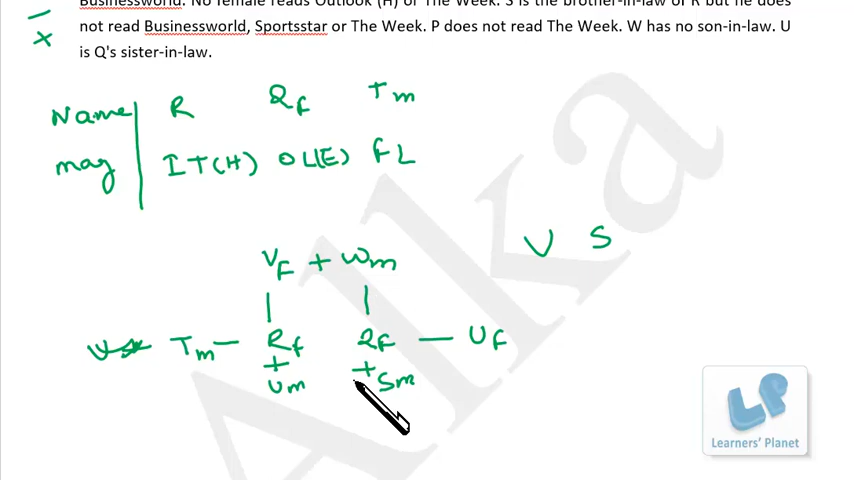 Businessworld. No female reads Outlook (H) or The Week. S is the brother-in-law of R but he does
not read Businessworld, Sportsstar or The Week. P does not read The Week. W has no son-in-law. U
is Q's sister-in-law.
Name R Qf Tm
mag IT(H) OL(E) FL
V S
Vf + Wm
Tm - Rf Qf - Uf
+ +
Um Sm
Alka
LP
Learners' Planet